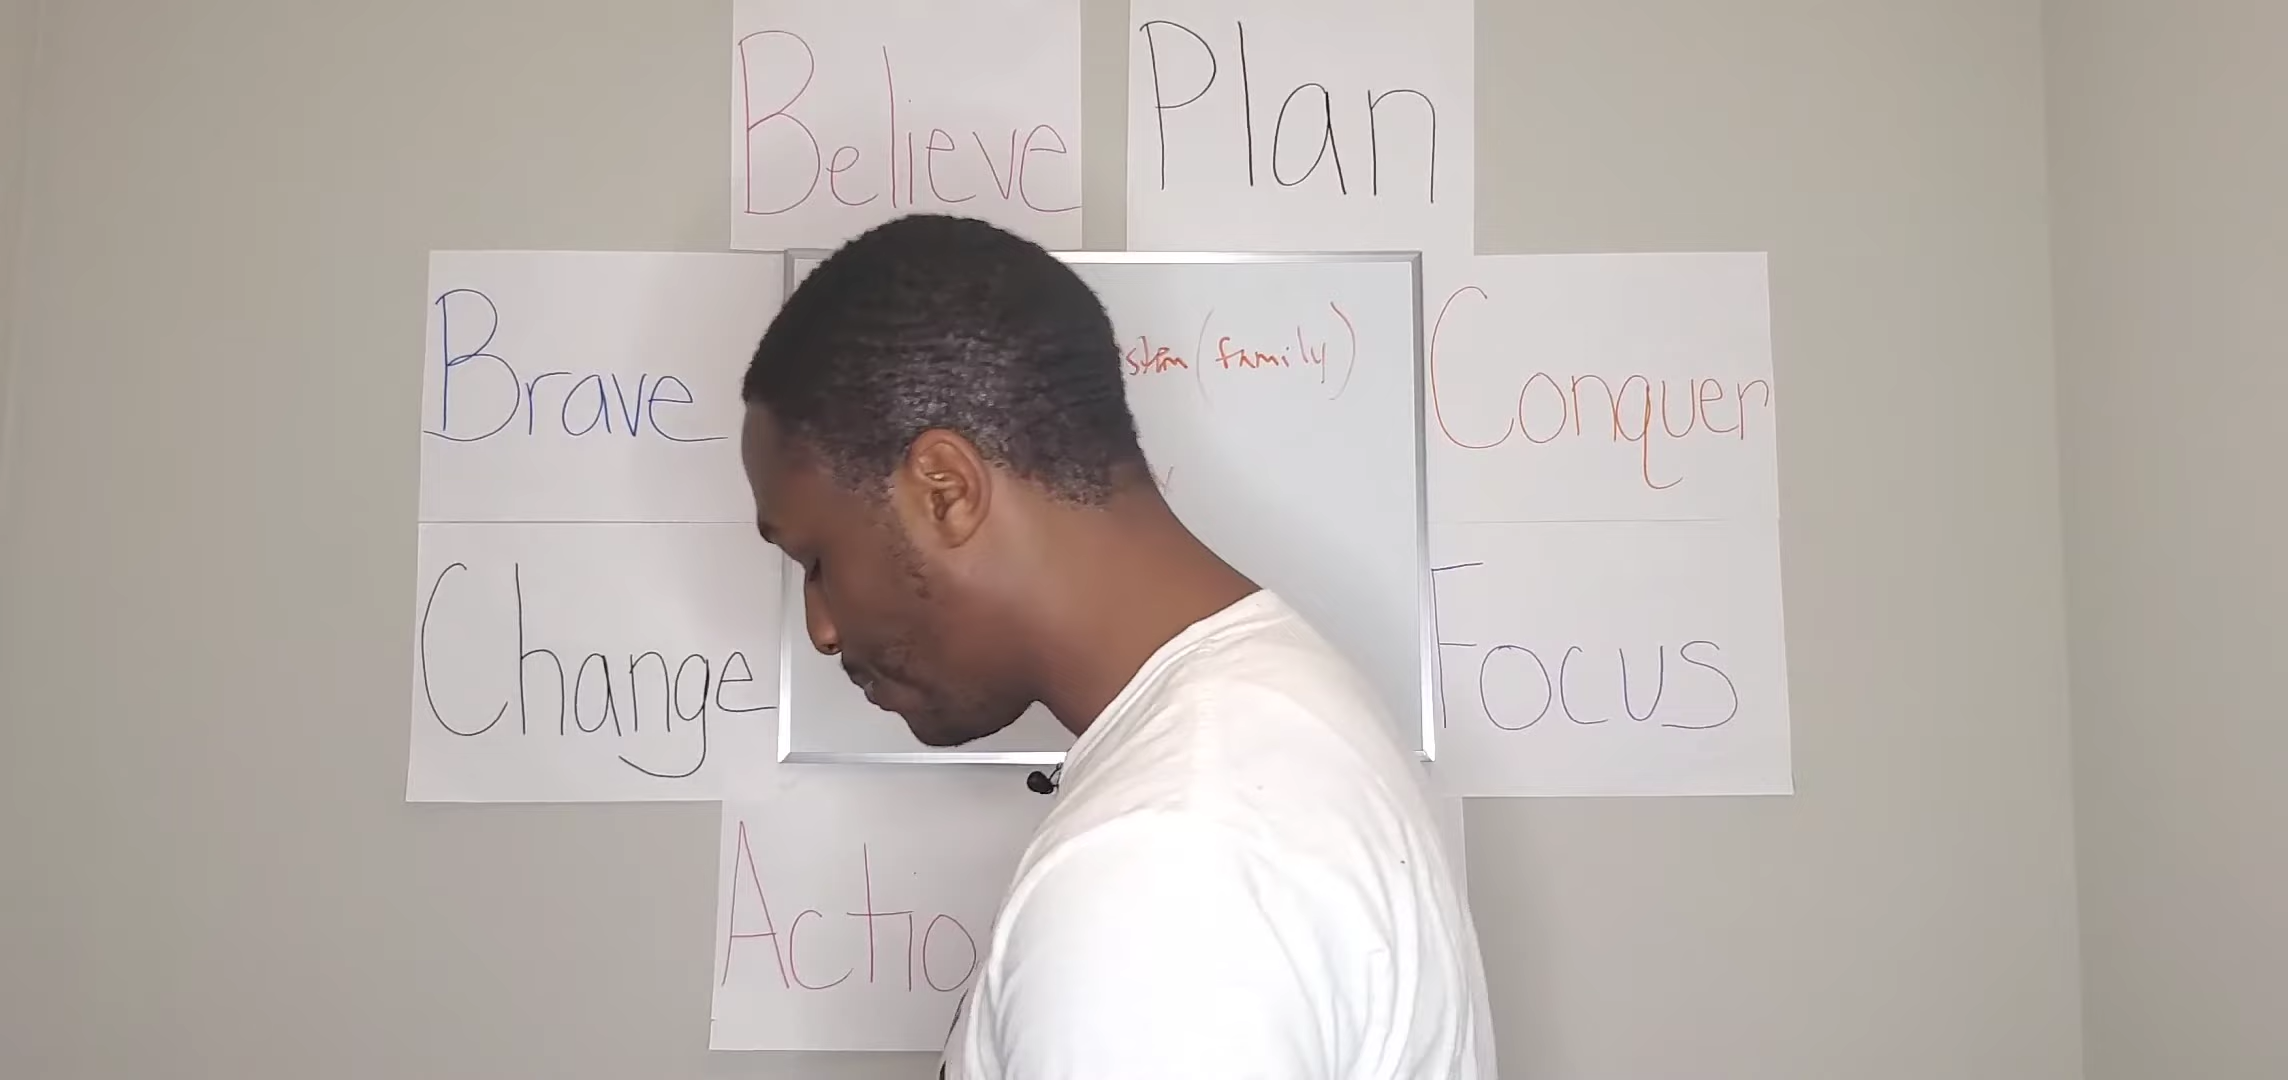 Believe
Plan
Brave
(family)
Conquer
Change
Focus
Actio